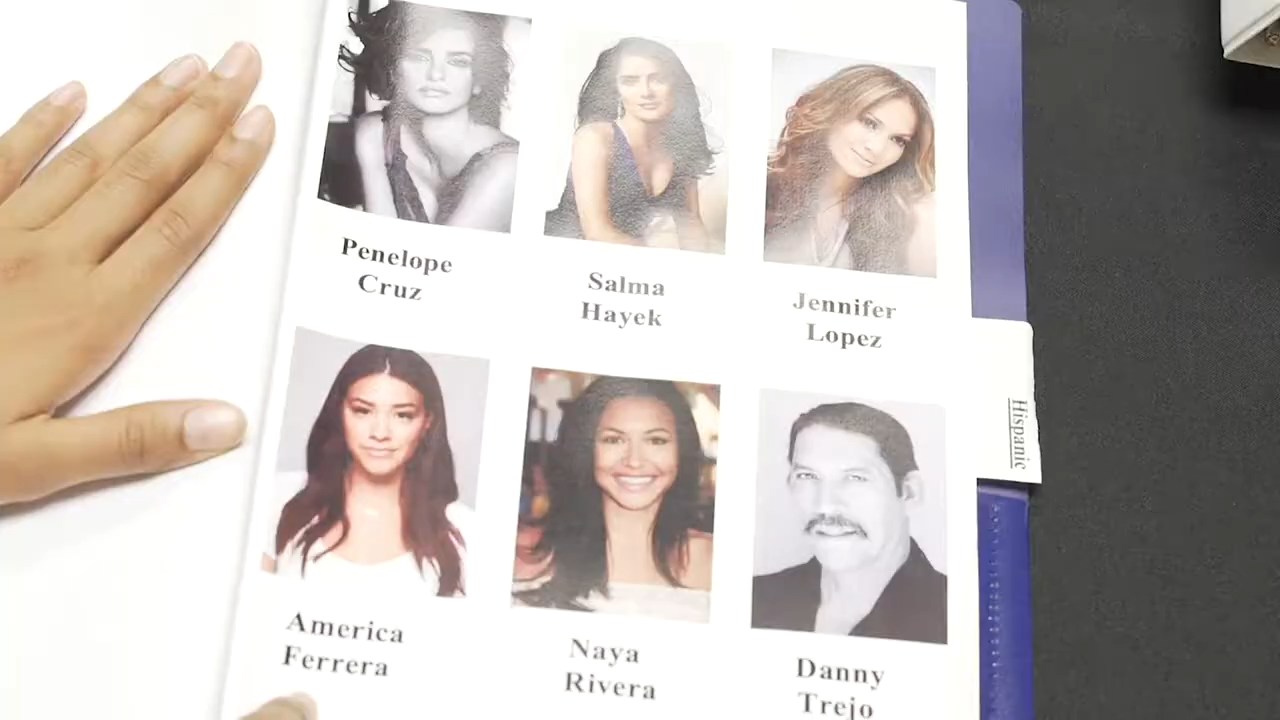 Penelope
Cruz
Salma
Hayek
Jennifer
Lopez
America
Ferrera
Naya
Rivera
Danny
Trejo
Hispanic